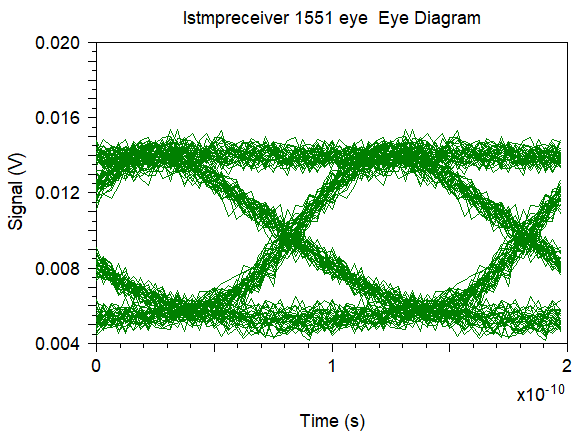 Istmpreceiver 1551 eye  Eye Diagram
0.020
0.016
0.012
0.008
0.004
Signal (V)
0
1
2
x10-10
Time (s)